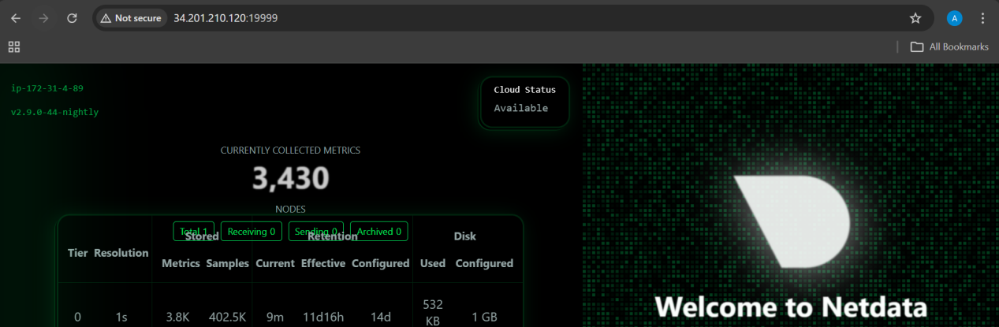 Not secure 34.201.210.120:19999 A
All Bookmarks
ip-172-31-4-89
v2.9.0-44-nightly
Cloud Status
Available
CURRENTLY COLLECTED METRICS
3,430
NODES
Total 1 Receiving 0 Sending 0 Archived 0
Stored Retention Disk
Tier Resolution
Metrics Samples Current Effective Configured Used Configured
0 1s 3.8K 402.5K 9m 11d16h 14d 532 KB 1 GB
Welcome to Netdata